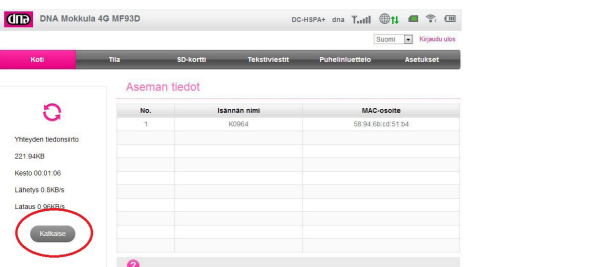 dna DNA Mokkula 4G MF93D DC-HSPA+ dna
Suomi Kirjaudu ulos
Koti Tila SD-kortti Tekstiviestit Puhelinluettelo Asetukset
Aseman tiedot
No. Isännän nimi MAC-osoite
1 K0964 58:94:6b:cd:51:b4
Yhteyden tiedonsiirto
221.94KB
Kesto 00:01:06
Lähetys 0.8KB/s
Lataus 0.96KB/s
Katkaise
?